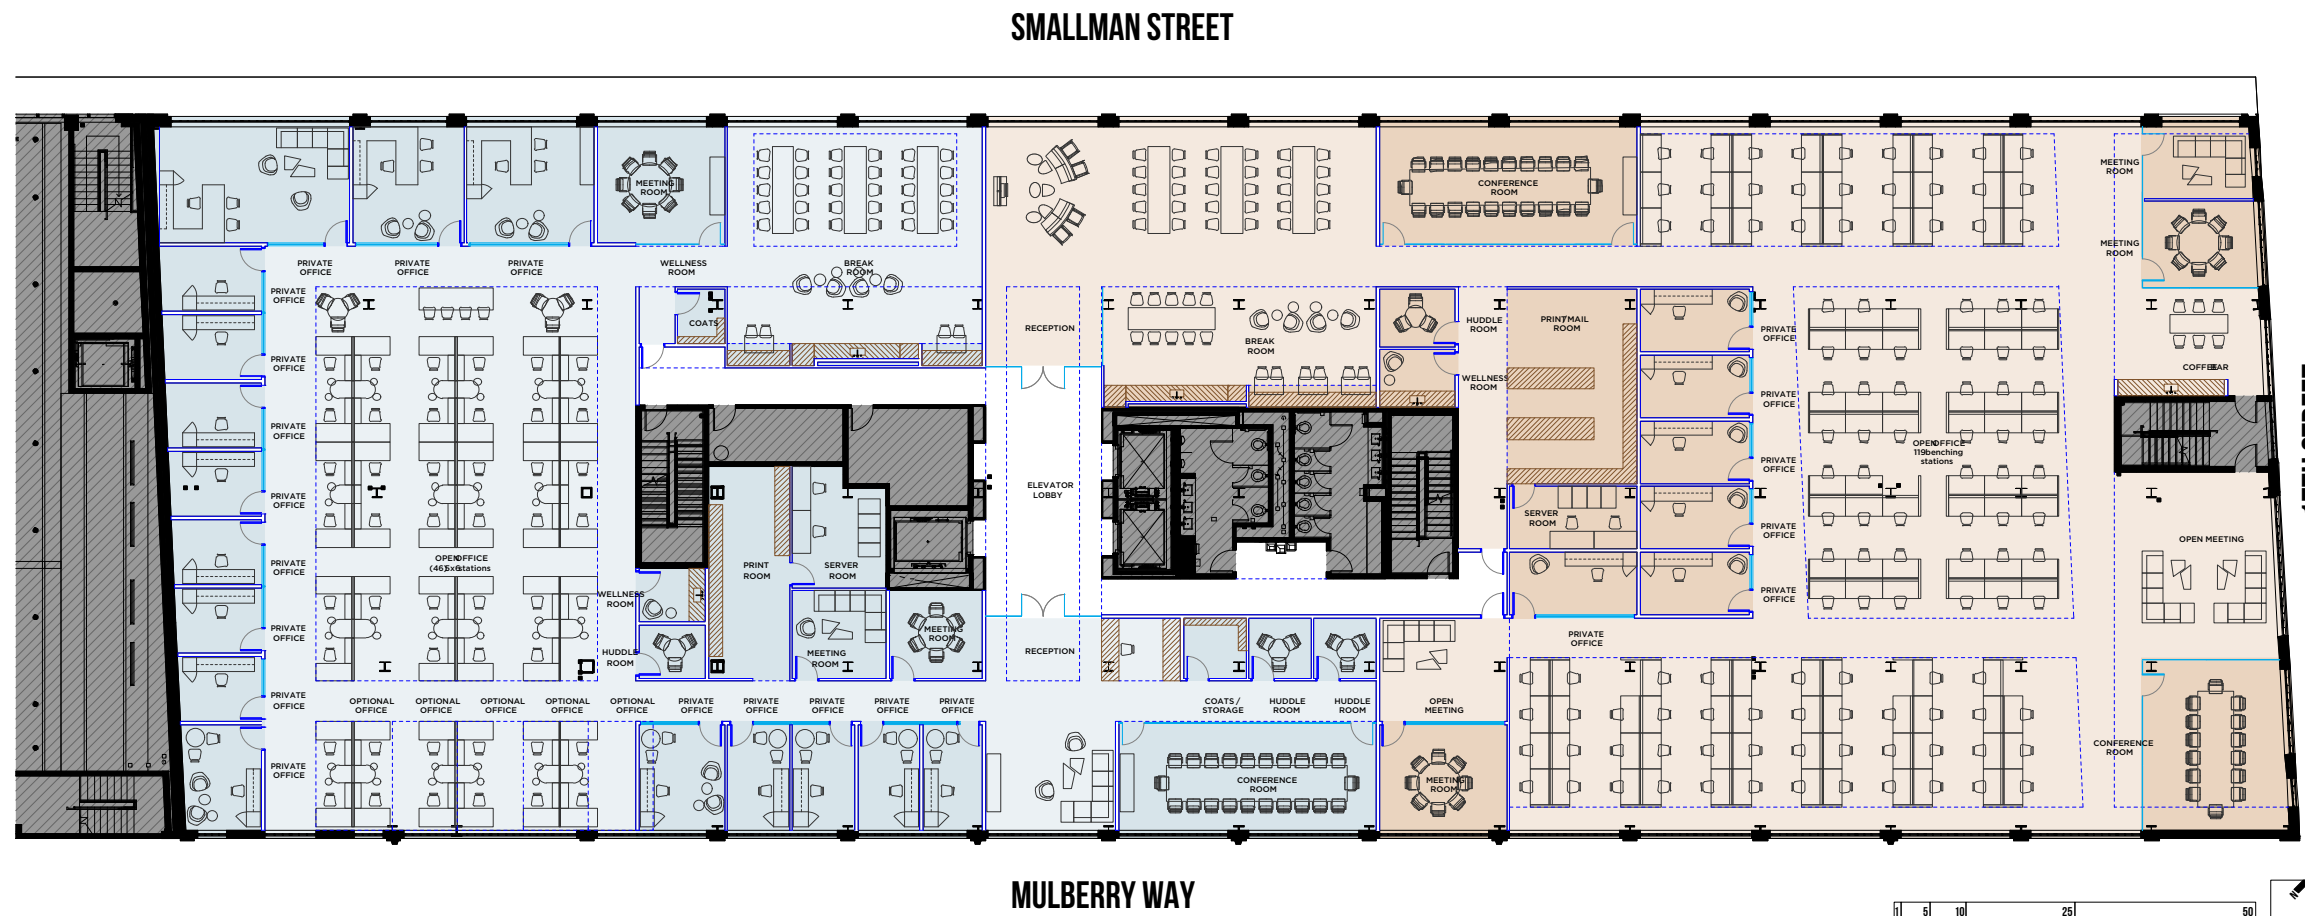 SMALLMAN STREET
MEETING
ROOM
CONFERENCE
ROOM
MEETING
ROOM
MEETING
ROOM
PRIVATE
OFFICE
PRIVATE
OFFICE
PRIVATE
OFFICE
WELLNESS
ROOM
BREAK
ROOM
PRIVATE
OFFICE
COATS
RECEPTION
HUDDLE
ROOM
PRINT/MAIL
ROOM
PRIVATE
OFFICE
BREAK
ROOM
PRIVATE
OFFICE
COFFEE BAR
WELLNESS
ROOM
PRIVATE
OFFICE
PRIVATE
OFFICE
OPEN OFFICE
119 benching
stations
PRIVATE
OFFICE
PRIVATE
OFFICE
ELEVATOR
LOBBY
SERVER
ROOM
PRIVATE
OFFICE
OPEN MEETING
OPEN OFFICE
stations
PRIVATE
OFFICE
PRINT
ROOM
SERVER
ROOM
WELLNESS
ROOM
PRIVATE
OFFICE
PRIVATE
OFFICE
MEETING
ROOM
HUDDLE
ROOM
MEETING
ROOM
RECEPTION
PRIVATE
OFFICE
PRIVATE
OFFICE
OPTIONAL
OFFICE
OPTIONAL
OFFICE
OPTIONAL
OFFICE
OPTIONAL
OFFICE
OPTIONAL
OFFICE
PRIVATE
OFFICE
PRIVATE
OFFICE
PRIVATE
OFFICE
PRIVATE
OFFICE
PRIVATE
OFFICE
COATS /
STORAGE
HUDDLE
ROOM
HUDDLE
ROOM
OPEN
MEETING
CONFERENCE
ROOM
PRIVATE
OFFICE
CONFERENCE
ROOM
MEETING
ROOM
MULBERRY WAY
1 5 10 25 50
N